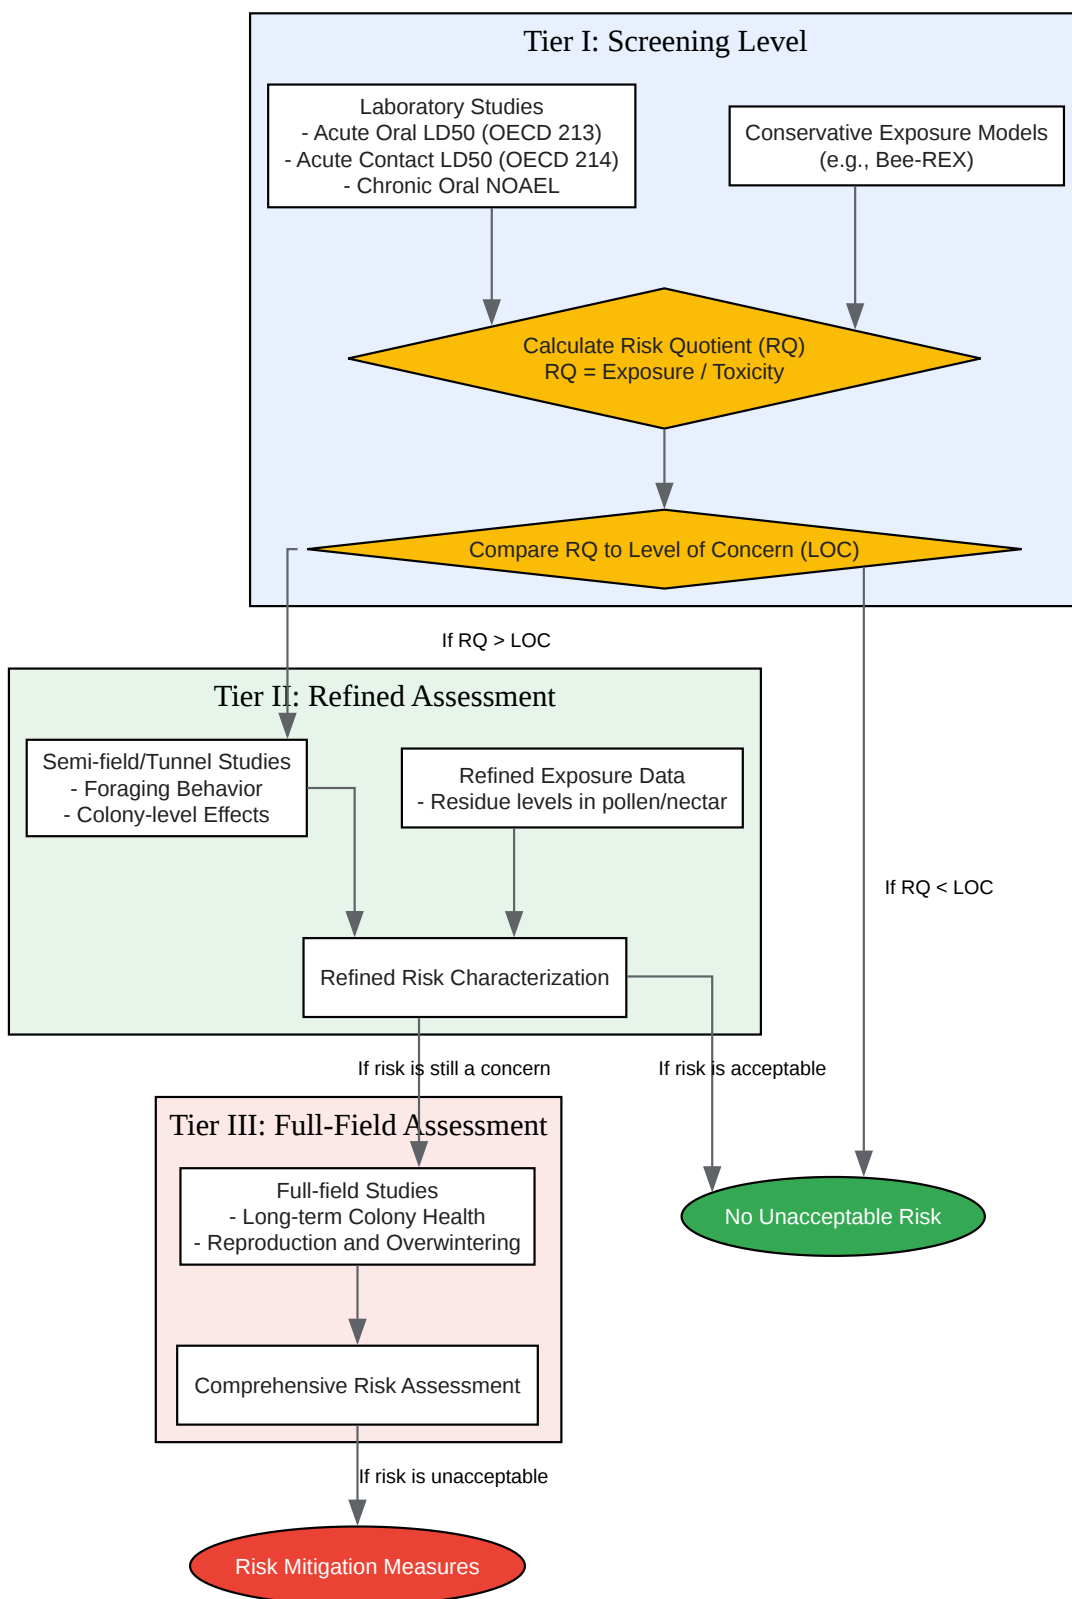 Tier I: Screening Level
Laboratory Studies
- Acute Oral LD50 (OECD 213)
- Acute Contact LD50 (OECD 214)
- Chronic Oral NOAEL
Conservative Exposure Models
(e.g., Bee-REX)
Calculate Risk Quotient (RQ)
RQ = Exposure / Toxicity
Compare RQ to Level of Concern (LOC)
If RQ > LOC
Tier II: Refined Assessment
Semi-field/Tunnel Studies
- Foraging Behavior
- Colony-level Effects
Refined Exposure Data
- Residue levels in pollen/nectar
If RQ < LOC
Refined Risk Characterization
If risk is still a concern
If risk is acceptable
Tier III: Full-Field Assessment
Full-field Studies
- Long-term Colony Health
- Reproduction and Overwintering
No Unacceptable Risk
Comprehensive Risk Assessment
If risk is unacceptable
Risk Mitigation Measures